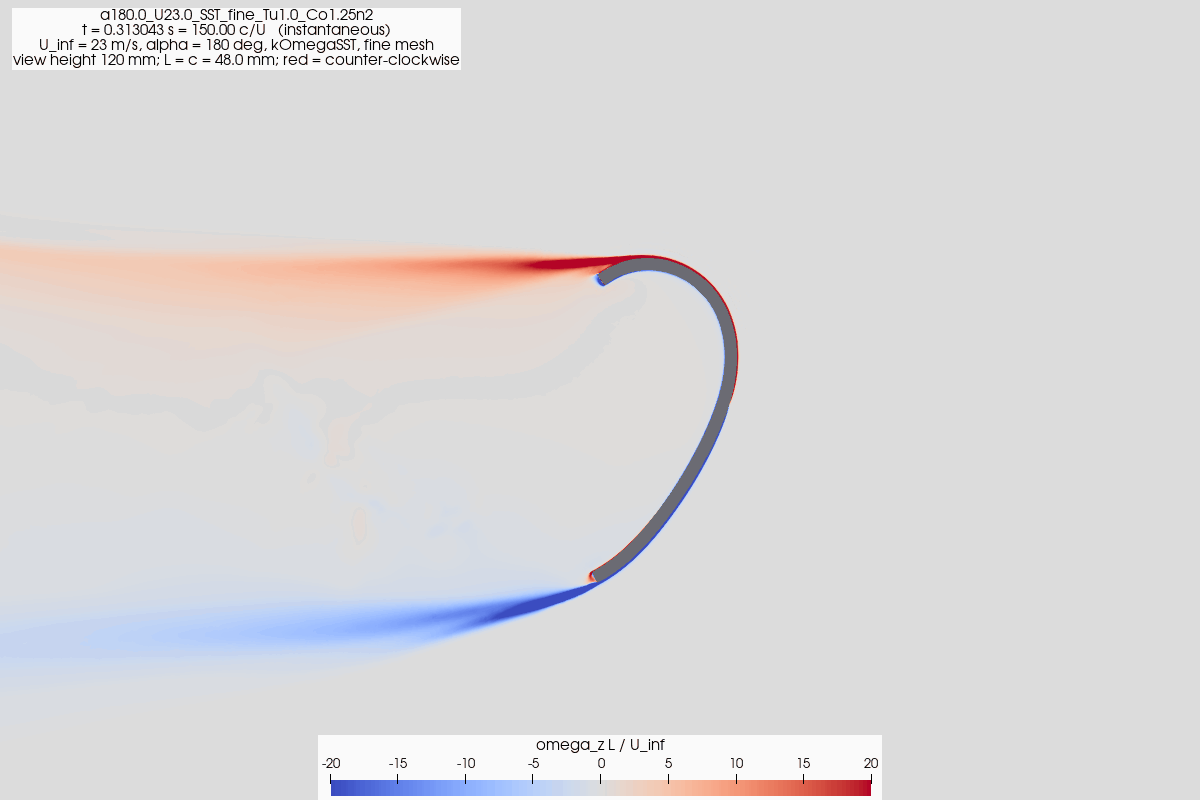 a180.0_U23.0_SST_fine_Tu1.0_Co1.25n2
t = 0.313043 s = 150.00 c/U (instantaneous)
U_inf = 23 m/s, alpha = 180 deg, kOmegaSST, fine mesh
view height 120 mm; L = c = 48.0 mm; red = counter-clockwise
omega_z L / U_inf
-20 -15 -10 -5 0 5 10 15 20